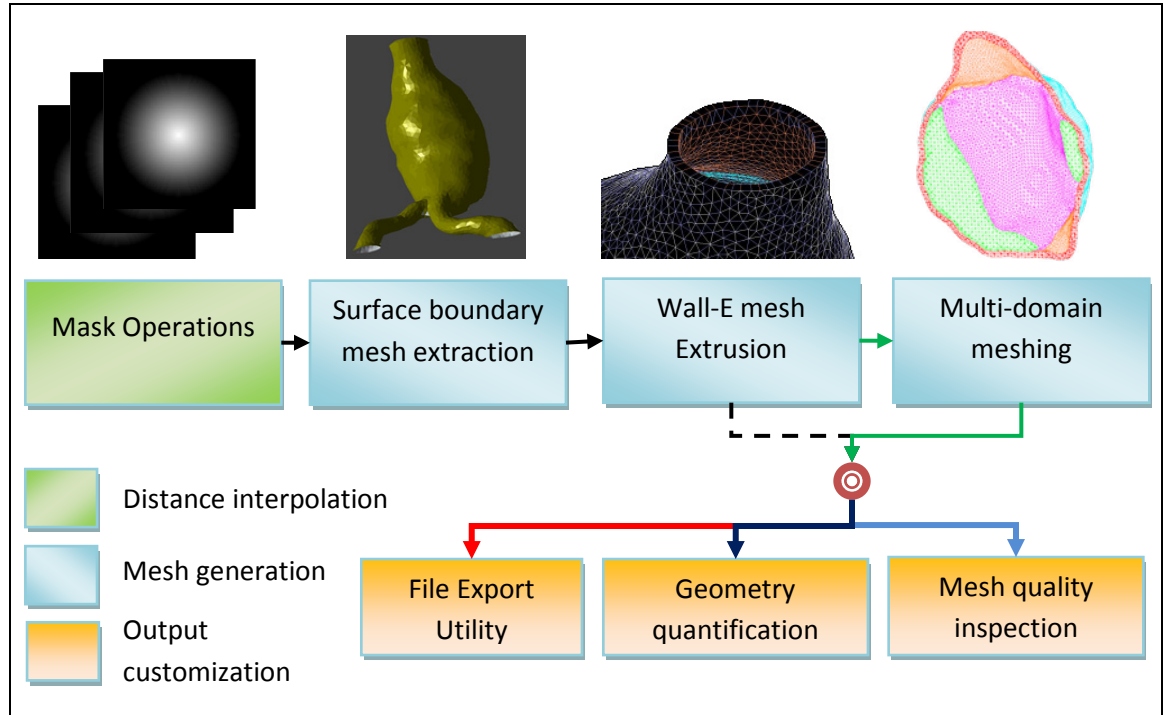 Mask Operations
Surface boundary
mesh extraction
Wall-E mesh
Extrusion
Multi-domain
meshing
Distance interpolation
Mesh generation
Output
customization
File Export
Utility
Geometry
quantification
Mesh quality
inspection